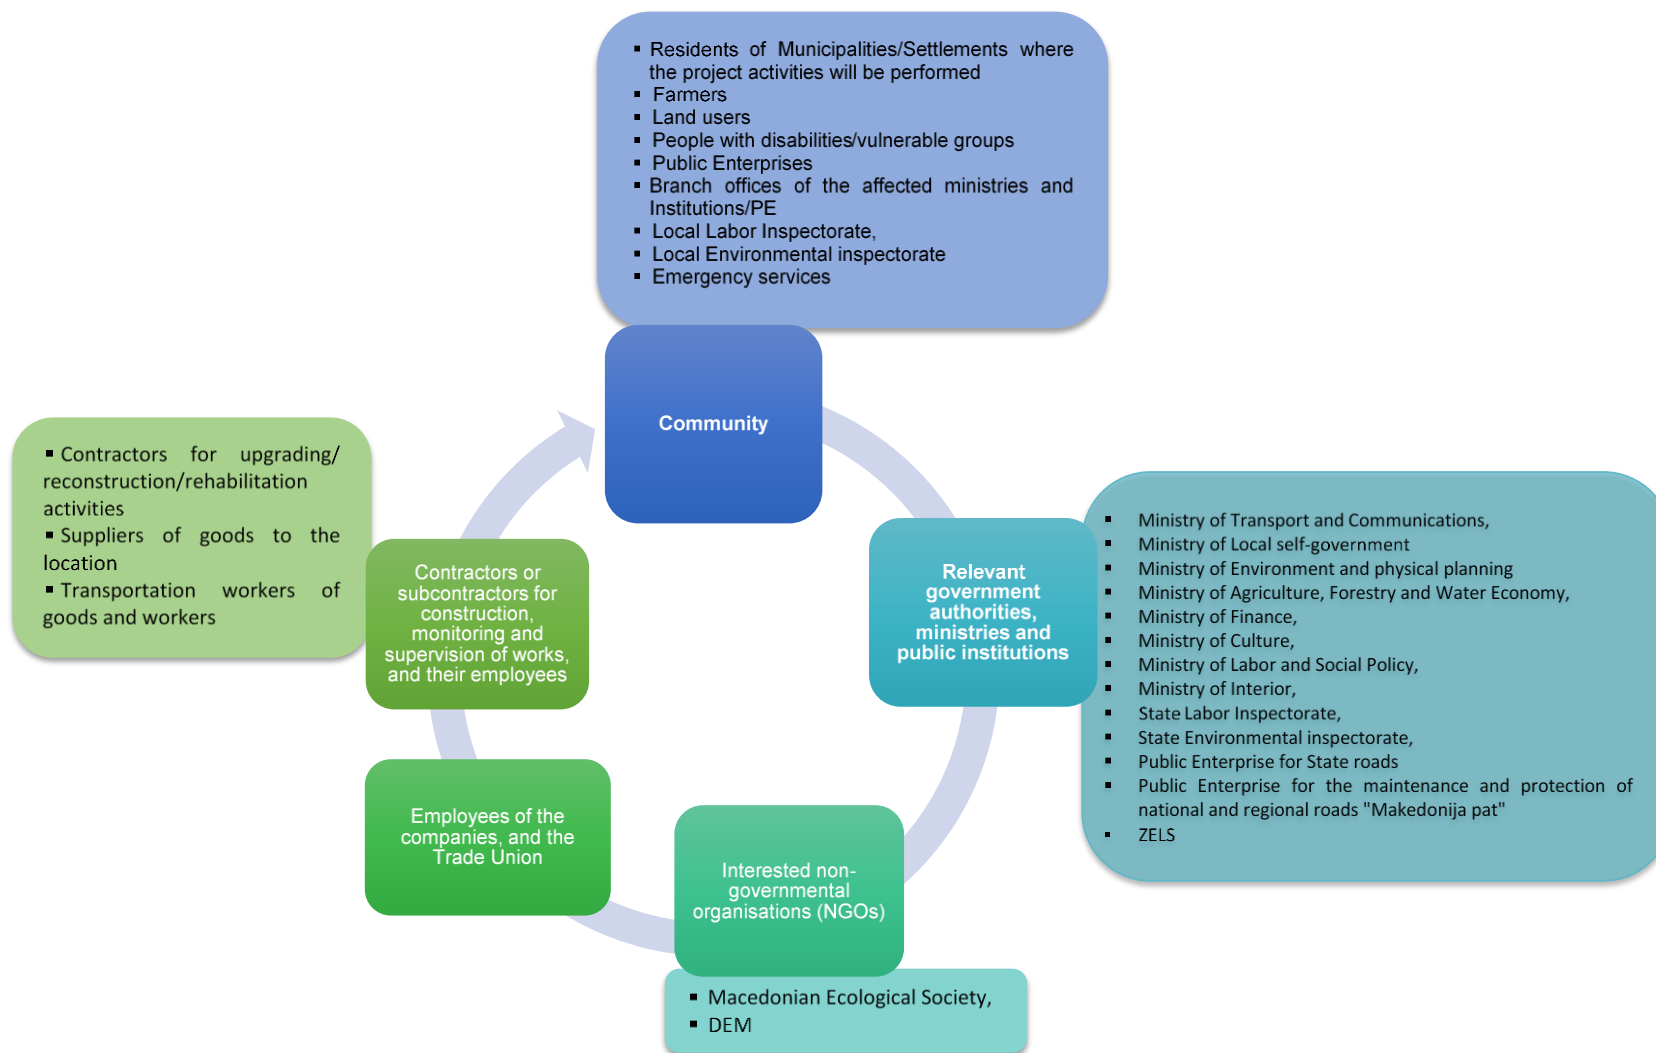 ▪ Residents of Municipalities/Settlements where
the project activities will be performed
▪ Farmers
▪ Land users
▪ People with disabilities/vulnerable groups
▪ Public Enterprises
▪ Branch offices of the affected ministries and
Institutions/PE
▪ Local Labor Inspectorate,
▪ Local Environmental inspectorate
▪ Emergency services
Community
▪ Ministry of Transport and Communications,
▪ Ministry of Local self-government
▪ Ministry of Environment and physical planning
▪ Ministry of Agriculture, Forestry and Water Economy,
▪ Ministry of Finance,
▪ Ministry of Culture,
▪ Ministry of Labor and Social Policy,
▪ Ministry of Interior,
▪ State Labor Inspectorate,
▪ State Environmental inspectorate,
▪ Public Enterprise for State roads
▪ Public Enterprise for the maintenance and protection of
national and regional roads "Makedonija pat"
▪ ZELS
Relevant
government
authorities,
ministries and
public institutions
Interested non-
governmental
organisations (NGOs)
▪ Macedonian Ecological Society,
▪ DEM
Employees of the
companies, and the
Trade Union
Contractors or
subcontractors for
construction,
monitoring and
supervision of works,
and their employees
▪ Contractors for upgrading/
reconstruction/rehabilitation
activities
▪ Suppliers of goods to the
location
▪ Transportation workers of
goods and workers